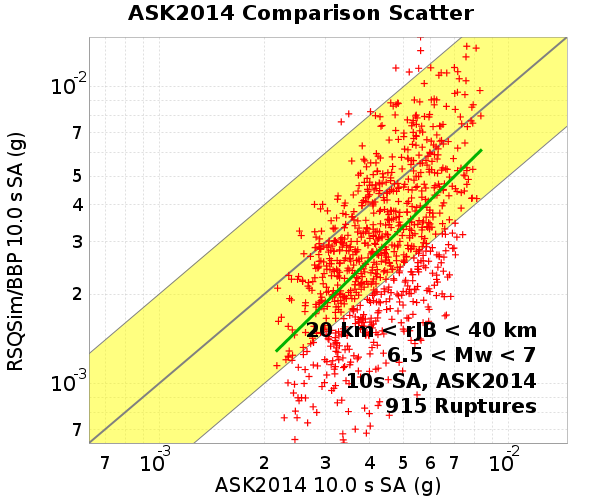 ASK2014 Comparison Scatter
RSQSim/BBP 10.0 s SA (g)
10-2
7
5
4
3
2
10-3
7
20 km < rJB < 40 km
6.5 < Mw < 7
10s SA, ASK2014
915 Ruptures
7 10-3 2 3 4 5 6 7 10-2
ASK2014 10.0 s SA (g)